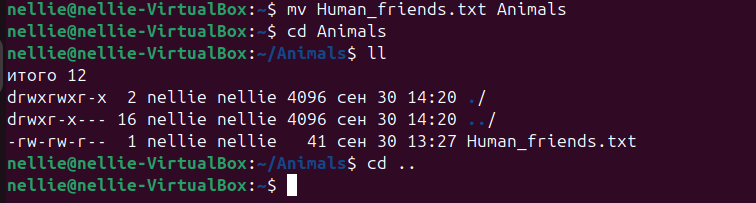 nellie@nellie-VirtualBox:~$ mv Human_friends.txt Animals
nellie@nellie-VirtualBox:~$ cd Animals
nellie@nellie-VirtualBox:~/Animals$ ll
итого 12
drwxrwxr-x  2 nellie nellie 4096 сен 30 14:20 ./
drwxr-x--- 16 nellie nellie 4096 сен 30 14:20 ../
-rw-rw-r--  1 nellie nellie   41 сен 30 13:27 Human_friends.txt
nellie@nellie-VirtualBox:~/Animals$ cd ..
nellie@nellie-VirtualBox:~$